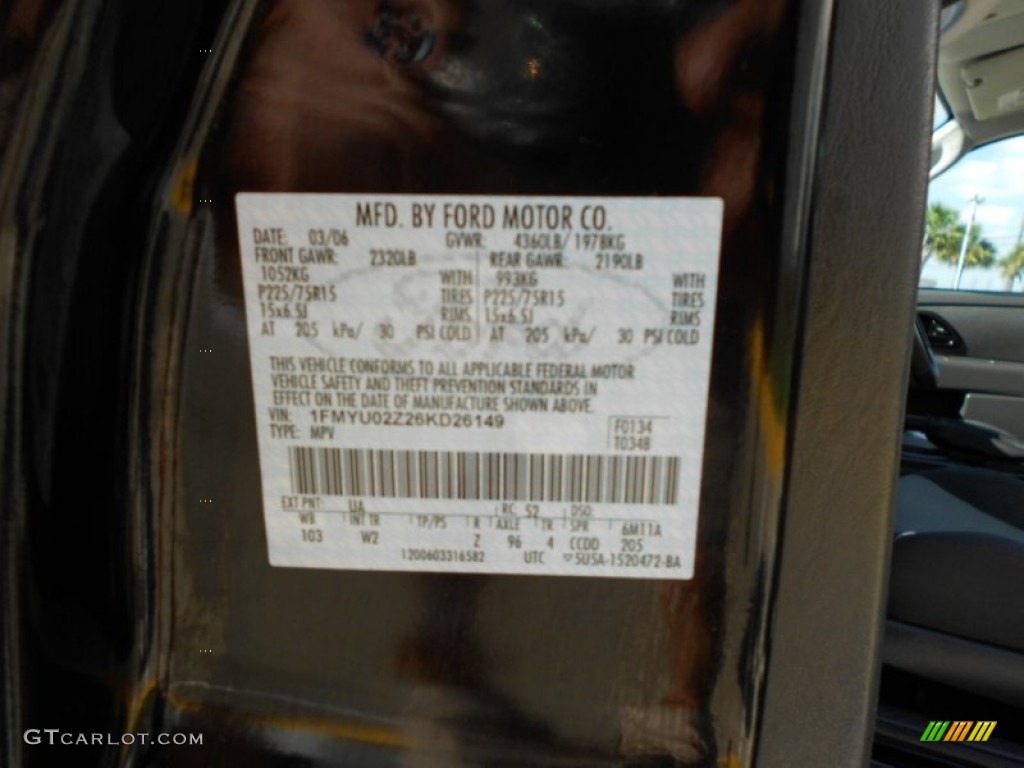 MFD. BY FORD MOTOR CO.
DATE: 03/06 GVWR: 4360LB/ 1978KG
FRONT GAWR: 2320LB REAR GAWR: 2190LB
1052KG WITH 993KG WITH
P225/75R15 TIRES P225/75R15 TIRES
15x6.5J RIMS 15x6.5J RIMS
AT 205 kPa/ 30 PSI COLD AT 205 kPa/ 30 PSI COLD
THIS VEHICLE CONFORMS TO ALL APPLICABLE FEDERAL MOTOR
VEHICLE SAFETY AND THEFT PREVENTION STANDARDS IN
EFFECT ON THE DATE OF MANUFACTURE SHOWN ABOVE.
VIN: 1FMYU02Z26KD26149 F0134
TYPE: MPV T0348
EXT PNT: UA RC: 52 DSO:
WB INT TR TP/PS R AXLE TR SPR 6M11A
103 W2 Z 96 4 CCDD 205
1200603316582 UTC ▽5U5A-1520472-BA
GTCARLOT.COM